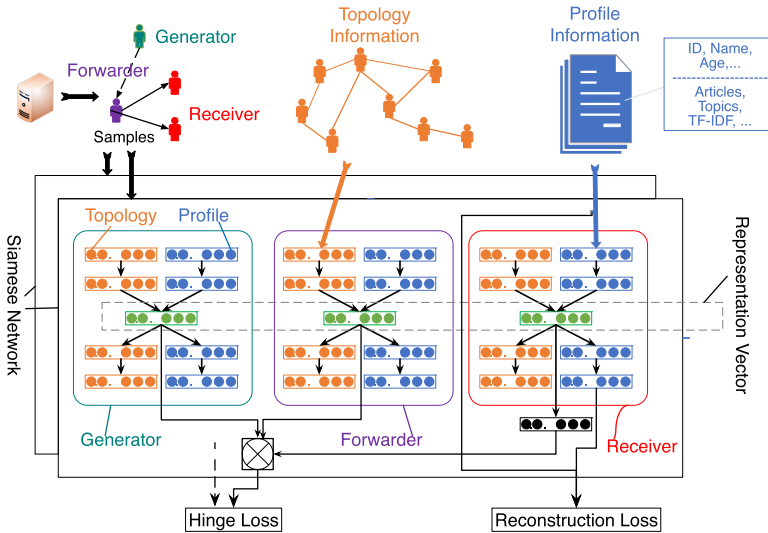 Generator
Forwarder
Receiver
Samples
Topology
Information
Profile
Information
ID, Name,
Age,...
Articles,
Topics,
TF-IDF, ...
Siamese Network
Topology
Profile
Representation Vector
Generator
Forwarder
Receiver
Hinge Loss
Reconstruction Loss